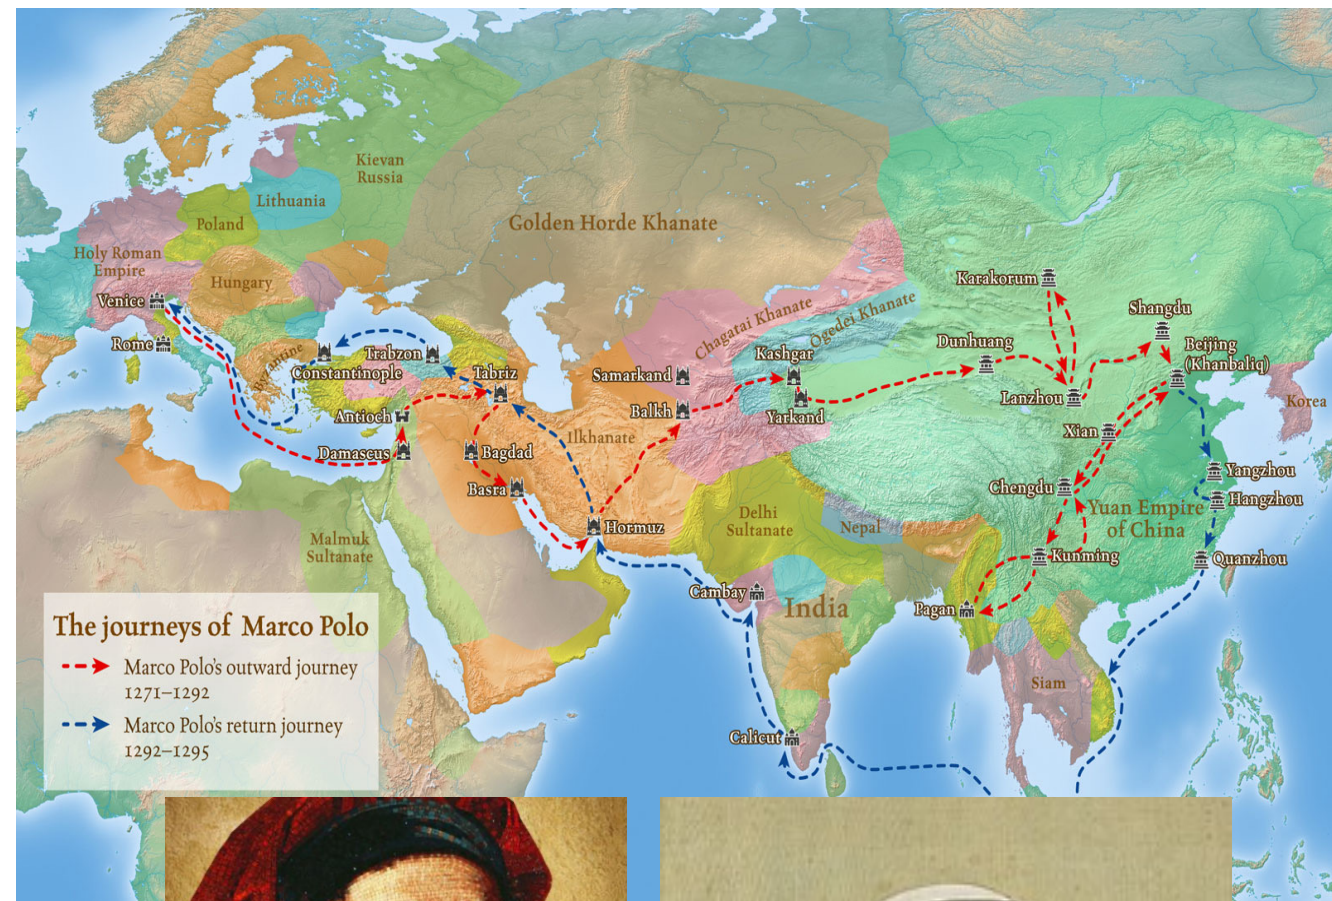 Kievan
Russia
Lithuania
Poland
Golden Horde Khanate
Holy Roman
Empire
Hungary
Venice
Rome
Byzantine
Constantinople
Trabzon
Tabriz
Antioch
Damaseus
Bagdad
Basra
Hormuz
Ilkhanate
Samarkand
Balkh
Chagatai Khanate
Ogedei Khanate
Kashgar
Yarkand
Karakorum
Dunhuang
Lanzhou
Shangdu
Beijing
(Khanbaliq)
Korea
Xian
Chengdu
Yangzhou
Hangzhou
Yuan Empire
of China
Kunming
Quanzhou
Malmuk
Sultanate
Delhi
Sultanate
Nepal
Cambay
India
Pagan
Siam
Calicut
The journeys of Marco Polo
Marco Polo's outward journey
1271–1292
Marco Polo's return journey
1292–1295